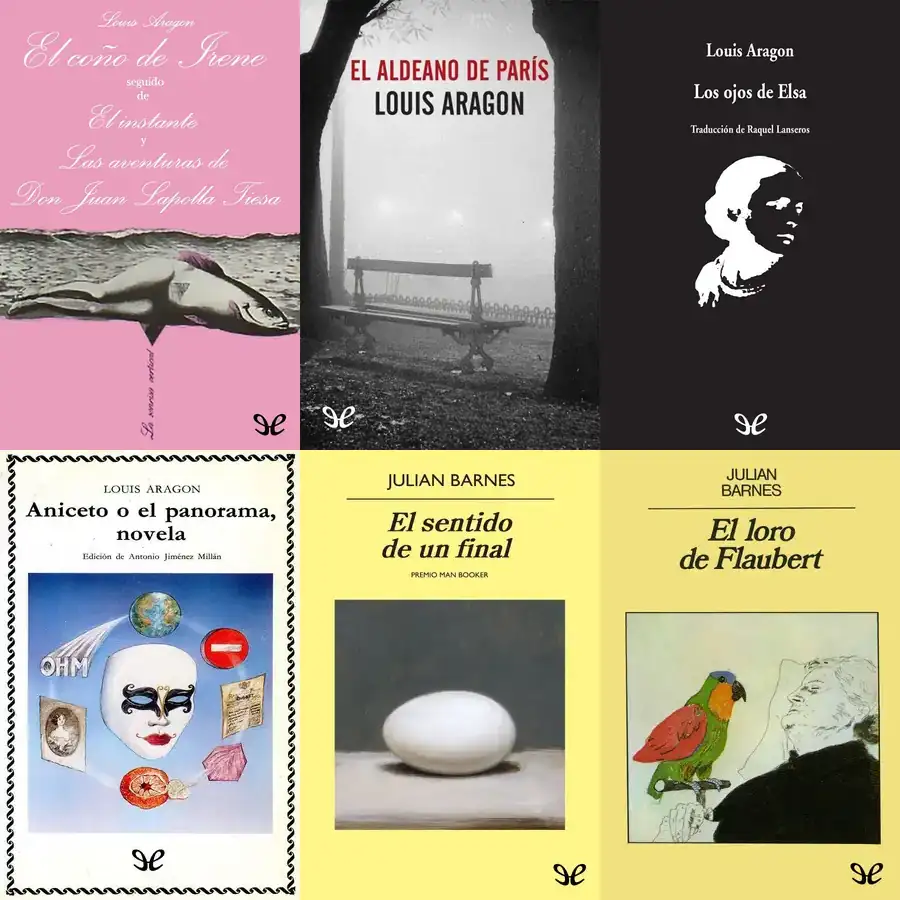 Louis Aragon
El coño de Irene
seguido
de
El instante
y
Las aventuras de
Don Juan Lapolla Tiesa
La sonrisa vertical
EL ALDEANO DE PARÍS
LOUIS ARAGON
Louis Aragon
Los ojos de Elsa
Traducción de Raquel Lanseros
LOUIS ARAGON
Aniceto o el panorama,
novela
Edición de Antonio Jiménez Millán
OHM
JULIAN BARNES
El sentido
de un final
PREMIO MAN BOOKER
JULIAN
BARNES
El loro
de Flaubert